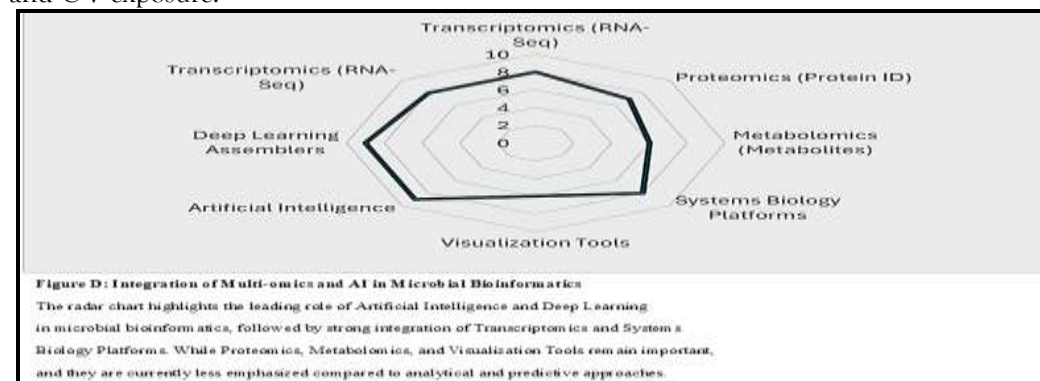 and UV exposure.
Transcriptomics (RNA-
Seq)
10
8
6
4
2
0
Transcriptomics (RNA-
Seq)
Proteomics (Protein ID)
Deep Learning
Assemblers
Metabolomics
(Metabolites)
Artificial Intelligence
Systems Biology
Platforms
Visualization Tools
Figure D: Integration of Multi-omics and AI in Microbial Bioinformatics
The radar chart highlights the leading role of Artificial Intelligence and Deep Learning
in microbial bioinformatics, followed by strong integration of Transcriptomics and Systems
Biology Platforms. While Proteomics, Metabolomics, and Visualization Tools remain important,
and they are currently less emphasized compared to analytical and predictive approaches.